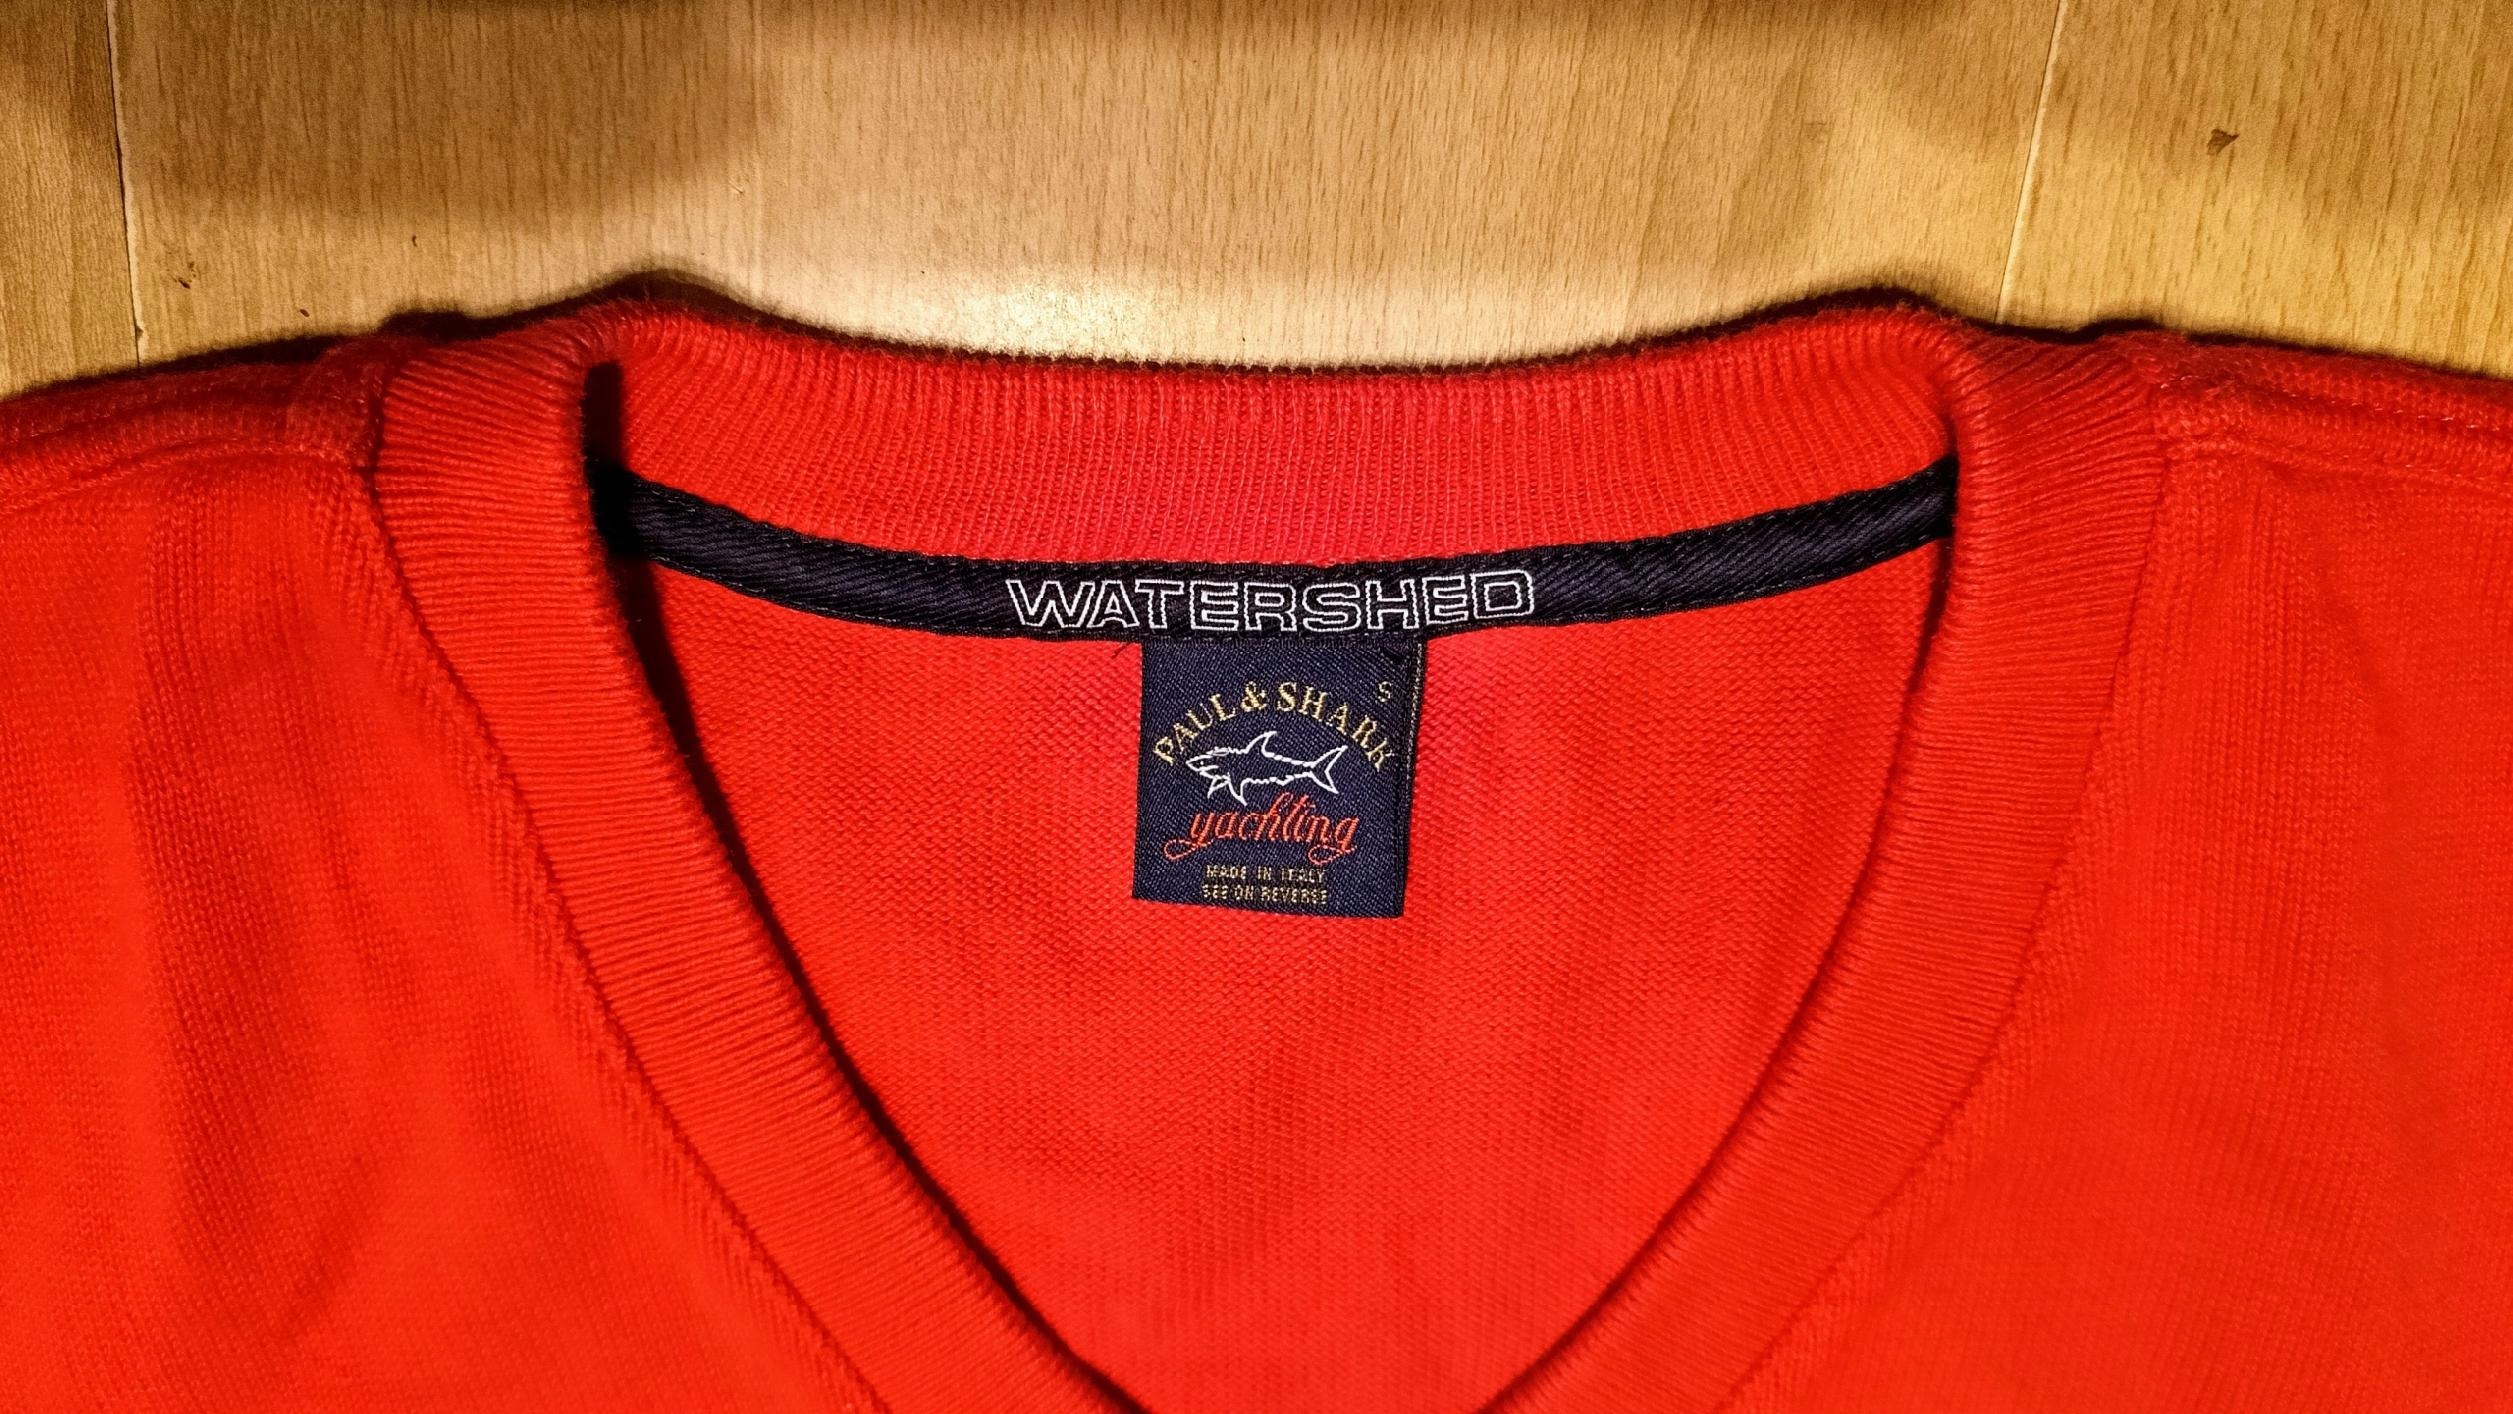 WATERSHED
S
PAUL & SHARK
yachting
MADE IN ITALY
SEE ON REVERSE